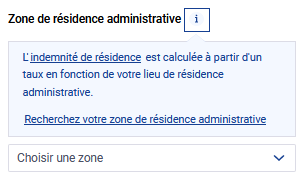 Zone de résidence administrative i
L'indemnité de résidence est calculée à partir d'un
taux en fonction de votre lieu de résidence
administrative.
Recherchez votre zone de résidence administrative
Choisir une zone